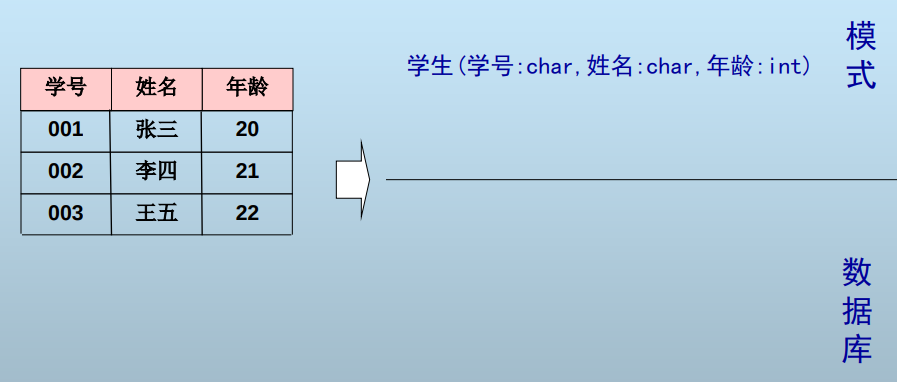 学号 姓名 年龄
001 张三 20
002 李四 21
003 王五 22
学生(学号:char,姓名:char,年龄:int)
模式
数据库